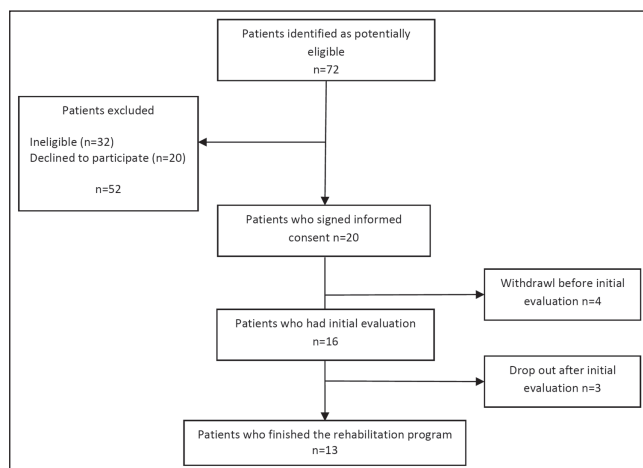 Patients identified as potentially
eligible
n=72
Patients excluded
Ineligible (n=32)
Declined to participate (n=20)
n=52
Patients who signed informed
consent n=20
Withdrawl before initial
evaluation n=4
Patients who had initial evaluation
n=16
Drop out after initial
evaluation n=3
Patients who finished the rehabilitation program
n=13